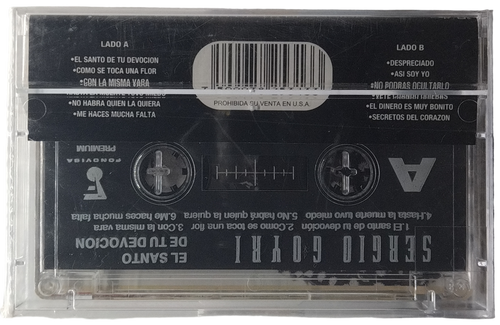 LADO A
•EL SANTO DE TU DEVOCION
•COMO SE TOCA UNA FLOR
•CON LA MISMA VARA
•NO HABRA QUIEN LA QUIERA
•ME HACES MUCHA FALTA
PROHIBIDA SU VENTA EN U.S.A.
LADO B
•DESPRECIADO
•ASI SOY YO
•NO PODRAS OCULTARLO
•EL DINERO ES MUY BONITO
•SECRETOS DEL CORAZON
A
FONOVISA
PREMIUM
SERGIO GOYRI
EL SANTO
DE TU DEVOCION
1.El santo de tu devoción 2.Como se toca una flor 3.Con la misma vara
4.Hasta la muerte tuvo miedo 5.No habrá quien la quiera 6.Me haces mucha falta